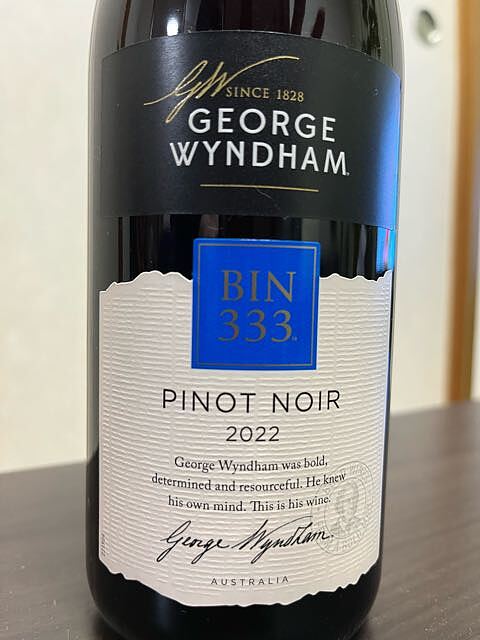 GW SINCE 1828
GEORGE
WYNDHAM
BIN
333
PINOT NOIR
2022
George Wyndham was bold,
determined and resourceful. He knew
his own mind. This is his wine.
George Wyndham.
AUSTRALIA